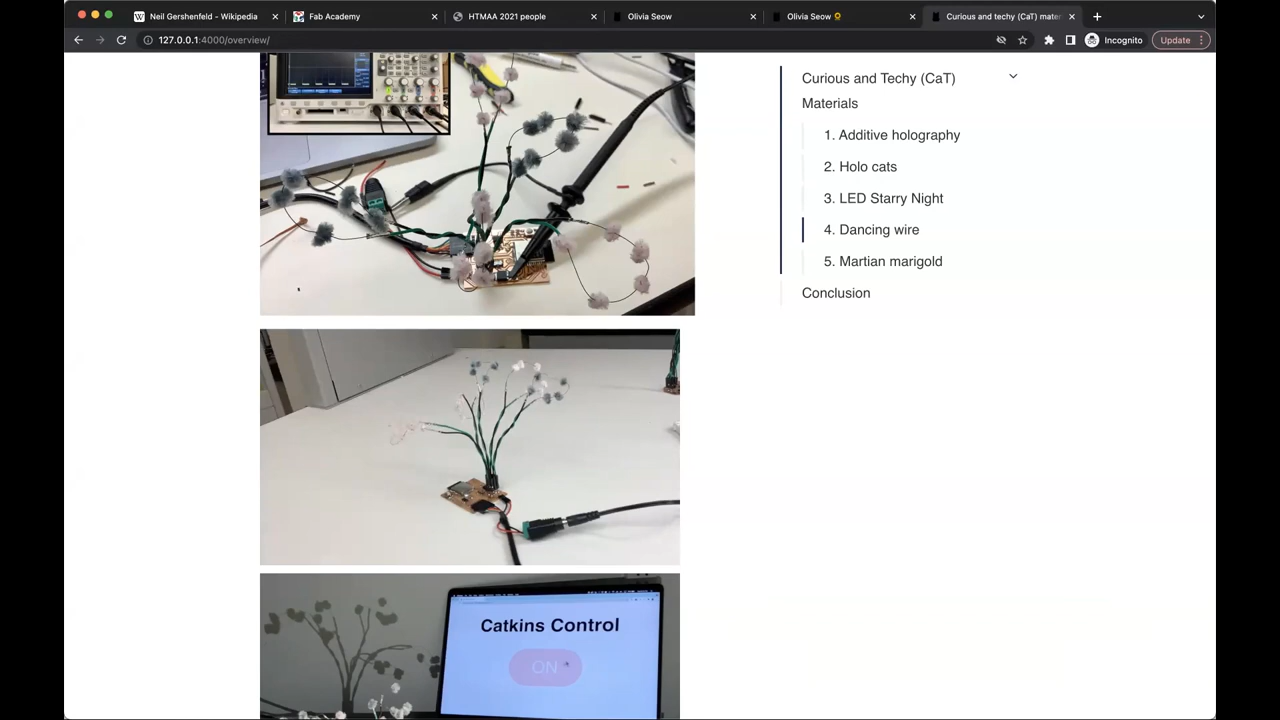 Neil Gershenfeld - Wikipedia
Fab Academy
HTMAA 2021 people
Olivia Seow
Olivia Seow
Curious and techy (CaT) mater
127.0.0.1:4000/overview/
Incognito
Update
Curious and Techy (CaT)
Materials
1. Additive holography
2. Holo cats
3. LED Starry Night
4. Dancing wire
5. Martian marigold
Conclusion
Catkins Control
ON